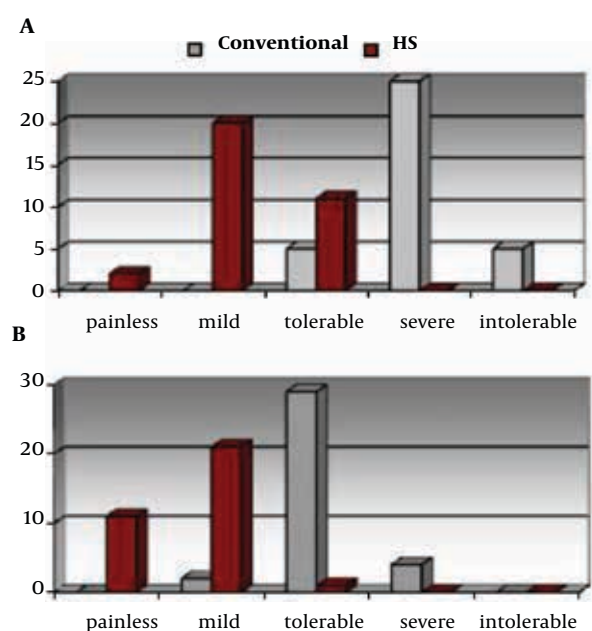 A
Conventional HS
25
20
15
10
5
0
painless mild tolerable severe intolerable
B
30
20
10
0
painless mild tolerable severe intolerable